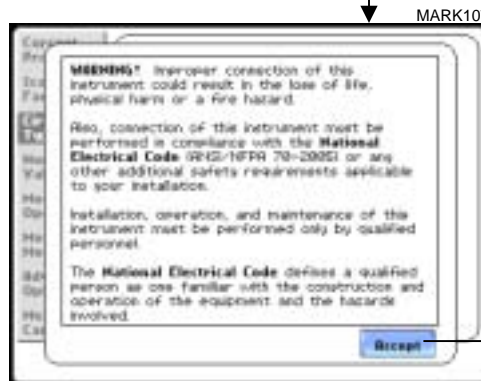 MARK10
WARNING! Improper connection of this
instrument could result in the loss of life,
physical harm or a fire hazard.
Also, connection of this instrument must be
performed in compliance with the National
Electrical Code (ANSI/NFPA 70-2005) or any
other additional safety requirements applicable
to your installation.
Installation, operation, and maintenance of this
instrument must be performed only by qualified
personnel.
The National Electrical Code defines a qualified
person as one familiar with the construction and
operation of the equipment and the hazards
involved.
Accept